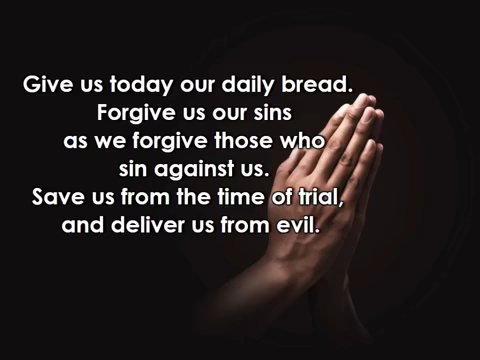 Give us today our daily bread.
Forgive us our sins
as we forgive those who
sin against us.
Save us from the time of trial,
and deliver us from evil.